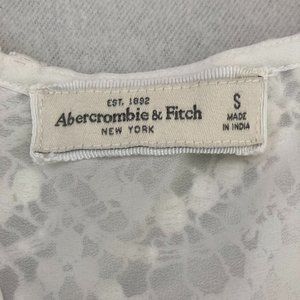 EST. 1892
Abercrombie & Fitch
NEW YORK
S
MADE
IN INDIA